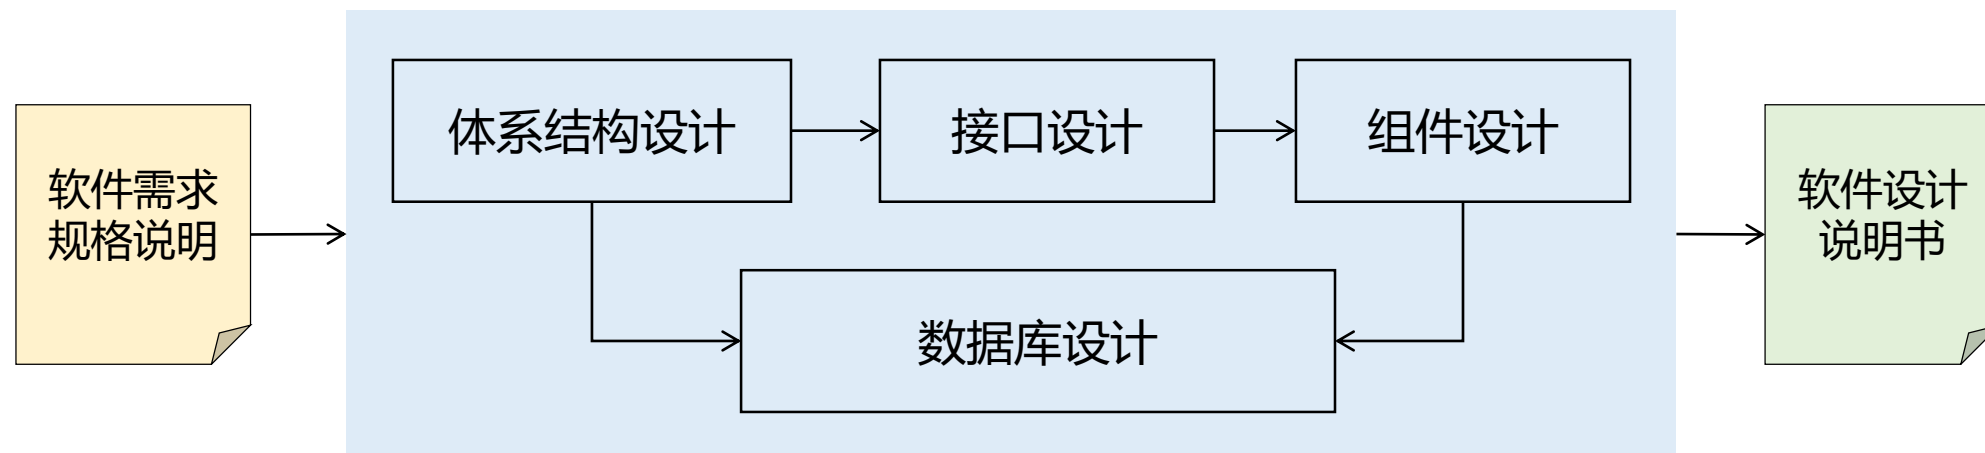 体系结构设计
接口设计
组件设计
软件需求
规格说明
软件设计
说明书
数据库设计